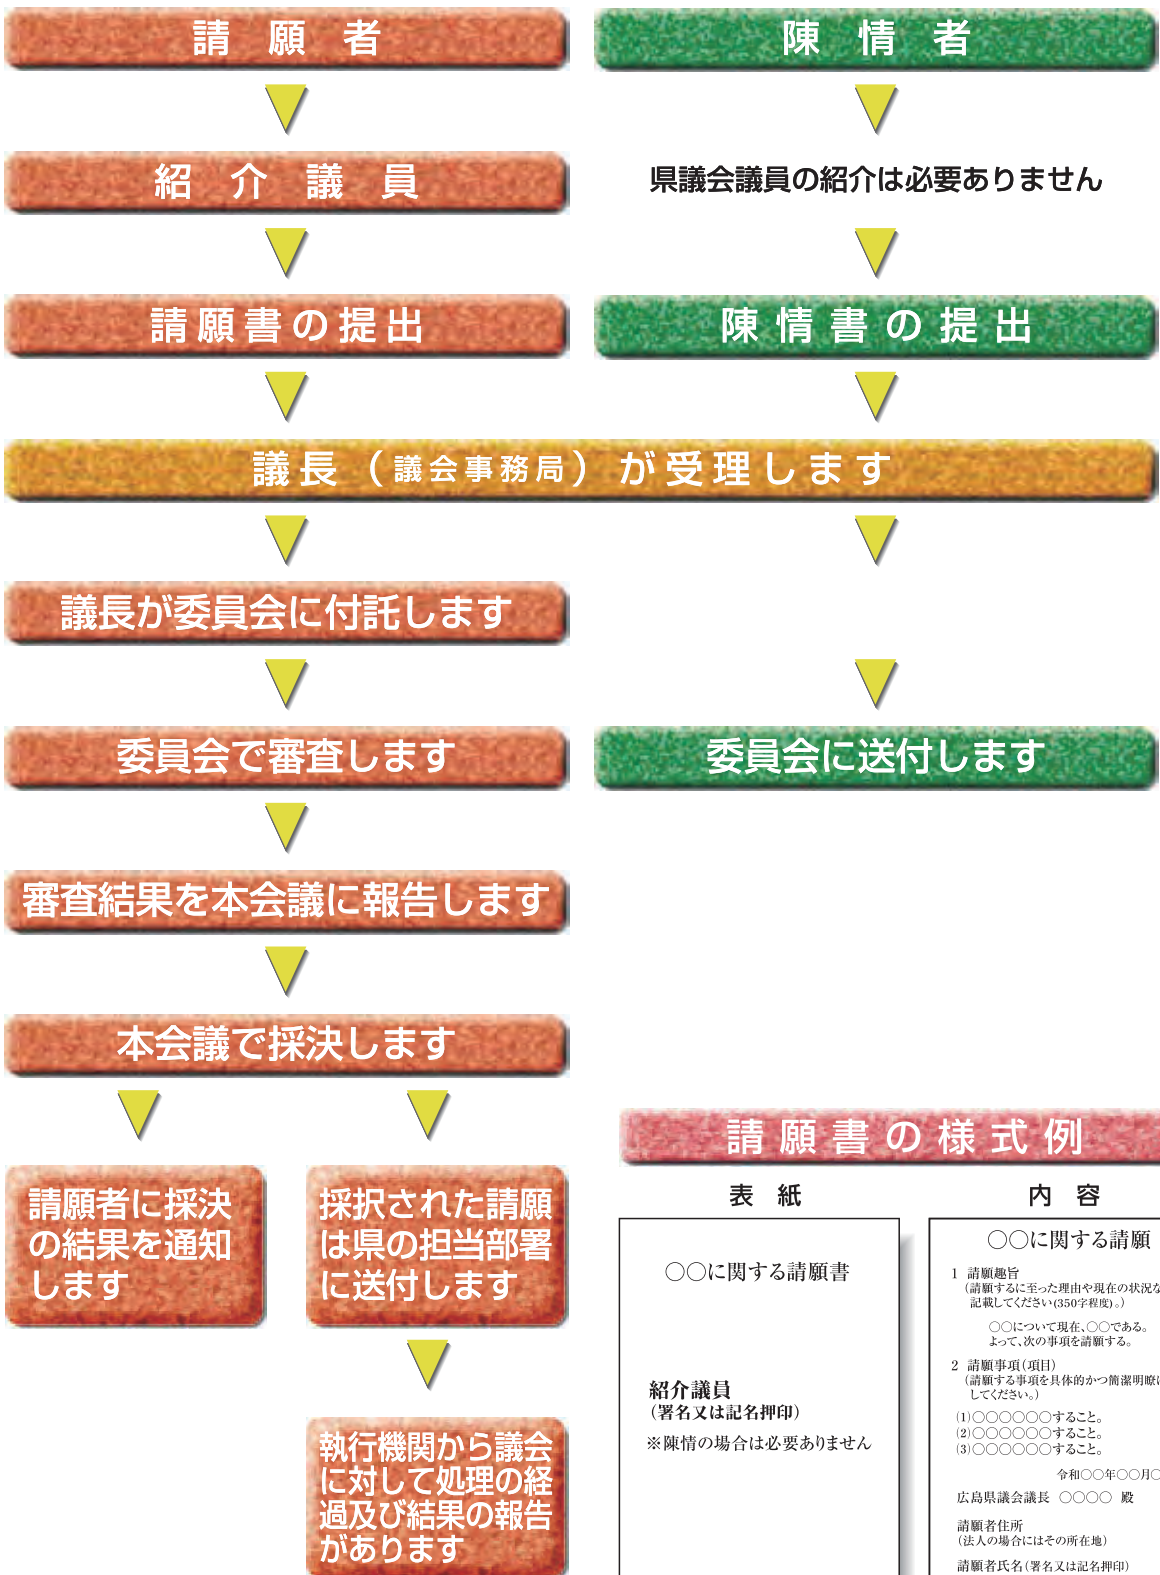 請願者
陳情者
紹介議員
県議会議員の紹介は必要ありません
請願書の提出
陳情書の提出
議長（議会事務局）が受理します
議長が委員会に付託します
委員会で審査します
委員会に送付します
審査結果を本会議に報告します
本会議で採決します
請願者に採決
の結果を通知
します
採択された請願
は県の担当部署
に送付します
執行機関から議会
に対して処理の経
過及び結果の報告
があります
請願書の様式例
表紙
○○に関する請願書
紹介議員
（署名又は記名押印）
※陳情の場合は必要ありません
内容
○○に関する請願
1 請願趣旨
（請願するに至った理由や現在の状況な
記載してください(350字程度)。）
○○について現在、○○である。
よって、次の事項を請願する。
2 請願事項（項目）
（請願する事項を具体的かつ簡潔明瞭に
してください。）
(1)○○○○○○すること。
(2)○○○○○○すること。
(3)○○○○○○すること。
令和○○年○○月○
広島県議会議長 ○○○○ 殿
請願者住所
（法人の場合にはその所在地）
請願者氏名（署名又は記名押印）